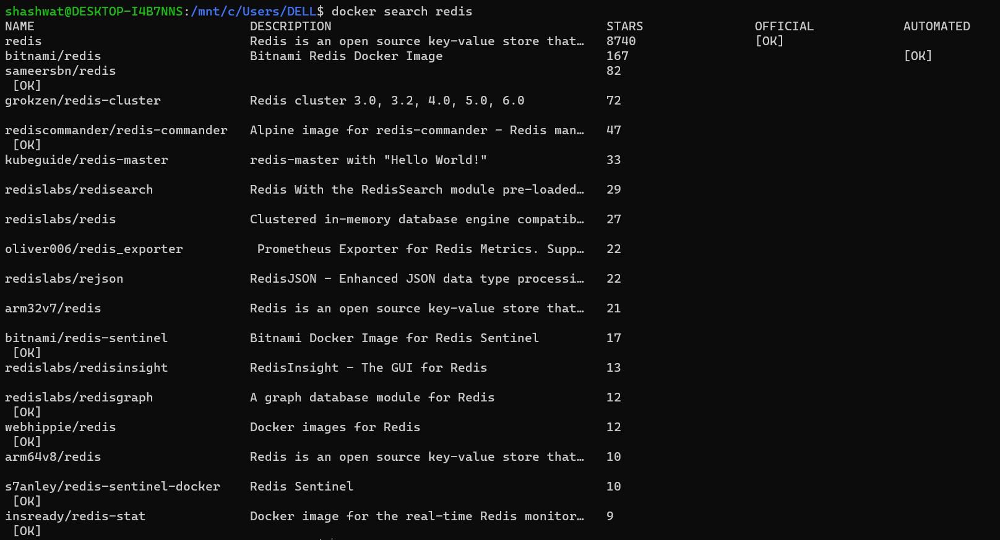 shashwat@DESKTOP-I4B7NNS:/mnt/c/Users/DELL$ docker search redis
NAME                             DESCRIPTION                                     STARS               OFFICIAL            AUTOMATED
redis                            Redis is an open source key-value store that…   8740                [OK]
bitnami/redis                    Bitnami Redis Docker Image                      167                                     [OK]
sameersbn/redis                                                                  82
 [OK]
grokzen/redis-cluster            Redis cluster 3.0, 3.2, 4.0, 5.0, 6.0           72
rediscommander/redis-commander   Alpine image for redis-commander - Redis man…   47
 [OK]
kubeguide/redis-master           redis-master with "Hello World!"                33
redislabs/redisearch             Redis With the RedisSearch module pre-loaded…   29
redislabs/redis                  Clustered in-memory database engine compatib…   27
oliver006/redis_exporter          Prometheus Exporter for Redis Metrics. Supp…   22
redislabs/rejson                 RedisJSON - Enhanced JSON data type processi…   22
arm32v7/redis                    Redis is an open source key-value store that…   21
bitnami/redis-sentinel           Bitnami Docker Image for Redis Sentinel         17
 [OK]
redislabs/redisinsight           RedisInsight - The GUI for Redis                13
redislabs/redisgraph             A graph database module for Redis               12
 [OK]
webhippie/redis                  Docker images for Redis                         12
 [OK]
arm64v8/redis                    Redis is an open source key-value store that…   10
s7anley/redis-sentinel-docker    Redis Sentinel                                  10
 [OK]
insready/redis-stat              Docker image for the real-time Redis monitor…   9
 [OK]